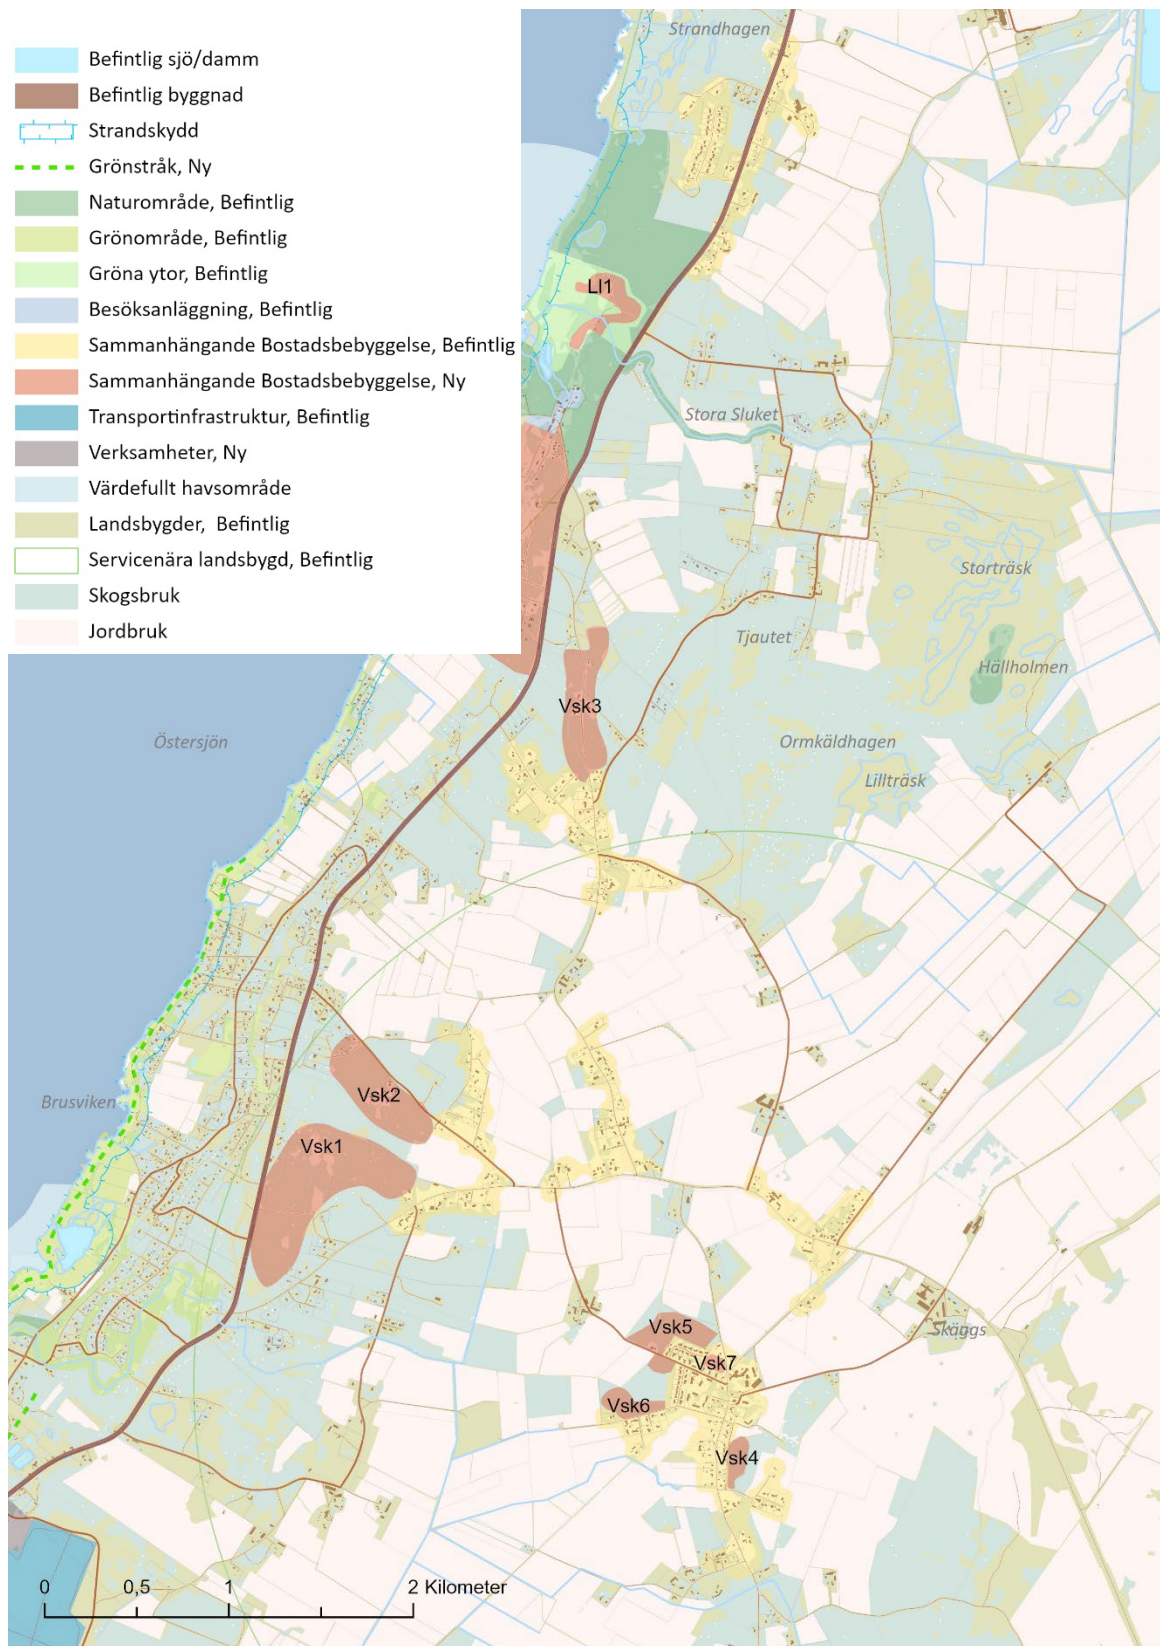 Strandhagen
Befintlig sjö/damm
Befintlig byggnad
Strandskydd
Grönstråk, Ny
Naturområde, Befintlig
Grönområde, Befintlig
Gröna ytor, Befintlig
Besöksanläggning, Befintlig
Sammanhängande Bostadsbebyggelse, Befintlig
Sammanhängande Bostadsbebyggelse, Ny
Transportinfrastruktur, Befintlig
Verksamheter, Ny
Värdefullt havsområde
Landsbygder,  Befintlig
Servicenära landsbygd, Befintlig
Skogsbruk
Jordbruk
Ll1
Stora Sluket
Storträsk
Tjautet
Hällholmen
Vsk3
Östersjön
Ormkäldhagen
Lillträsk
Vsk2
Brusviken
Vsk1
Vsk5
Skäggs
Vsk7
Vsk6
Vsk4
0 0,5 1 2 Kilometer